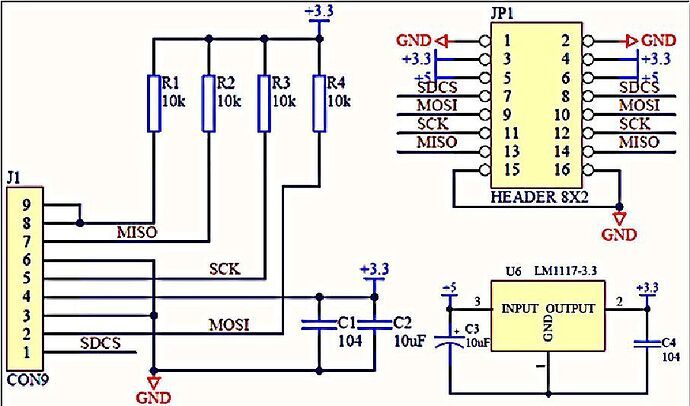 +3.3
R1 R2 R3 R4
10k 10k 10k 10k
J1
9
8
7 MISO
6
5 SCK
4 +3.3
3
2 MOSI
1 SDCS
CON9
GND
C1 C2
104 10uF
JP1
GND 1 2 GND
+3.3 3 4 +3.3
+5 5 6 +5
SDCS 7 8 SDCS
MOSI 9 10 MOSI
SCK 11 12 SCK
MISO 13 14 MISO
15 16
HEADER 8X2
GND
U6 LM1117-3.3
+5 3 INPUT OUTPUT 2 +3.3
GND
1
+ C3
10uF
C4
104